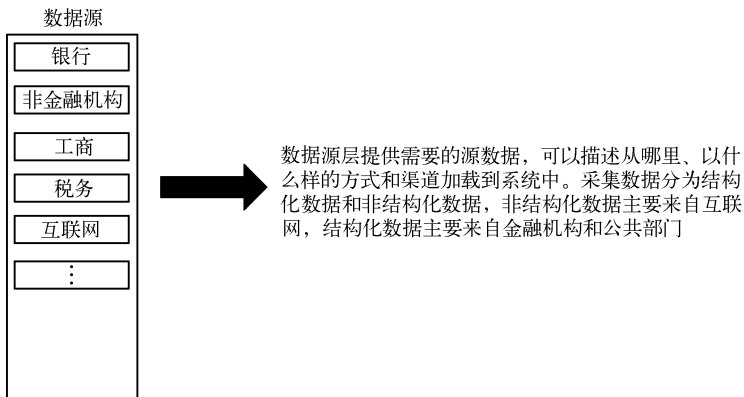 数据源
银行
非金融机构
工商
税务
互联网
⋮
数据源层提供需要的源数据，可以描述从哪里、以什
么样的方式和渠道加载到系统中。采集数据分为结构
化数据和非结构化数据，非结构化数据主要来自互联
网，结构化数据主要来自金融机构和公共部门